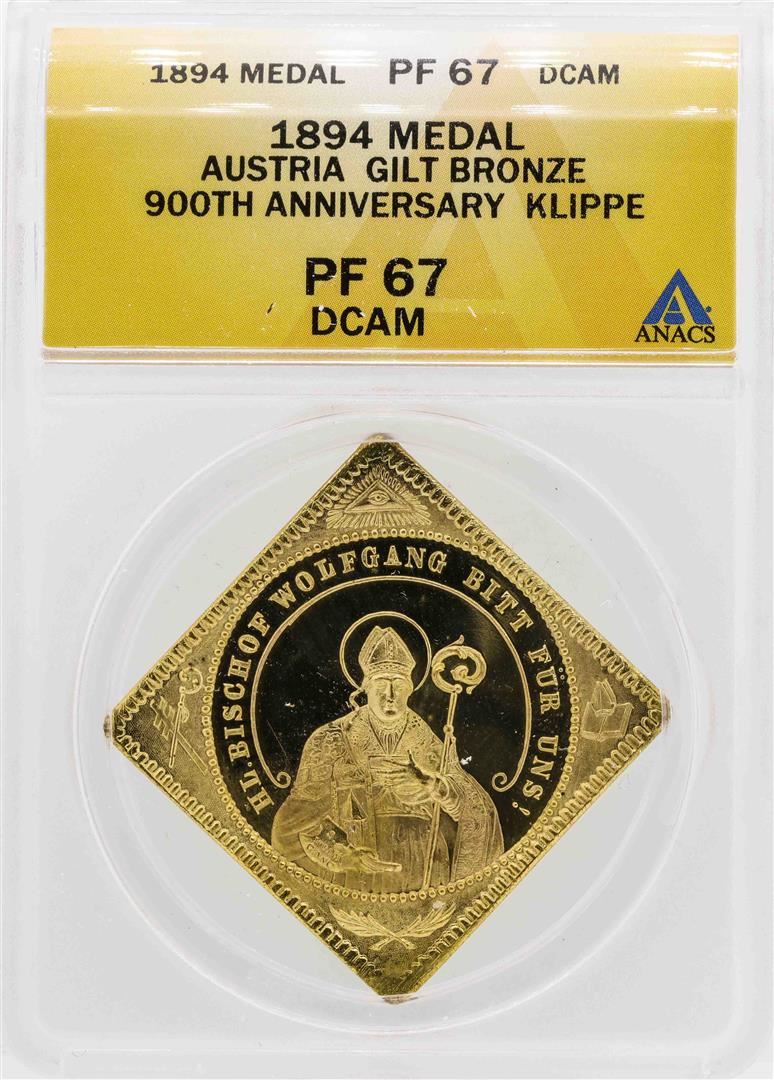 1894 MEDAL PF 67 DCAM
1894 MEDAL
AUSTRIA GILT BRONZE
900TH ANNIVERSARY KLIPPE
PF 67
DCAM
ANACS
HL. BISCHOF WOLFGANG BITT FÜR UNS!